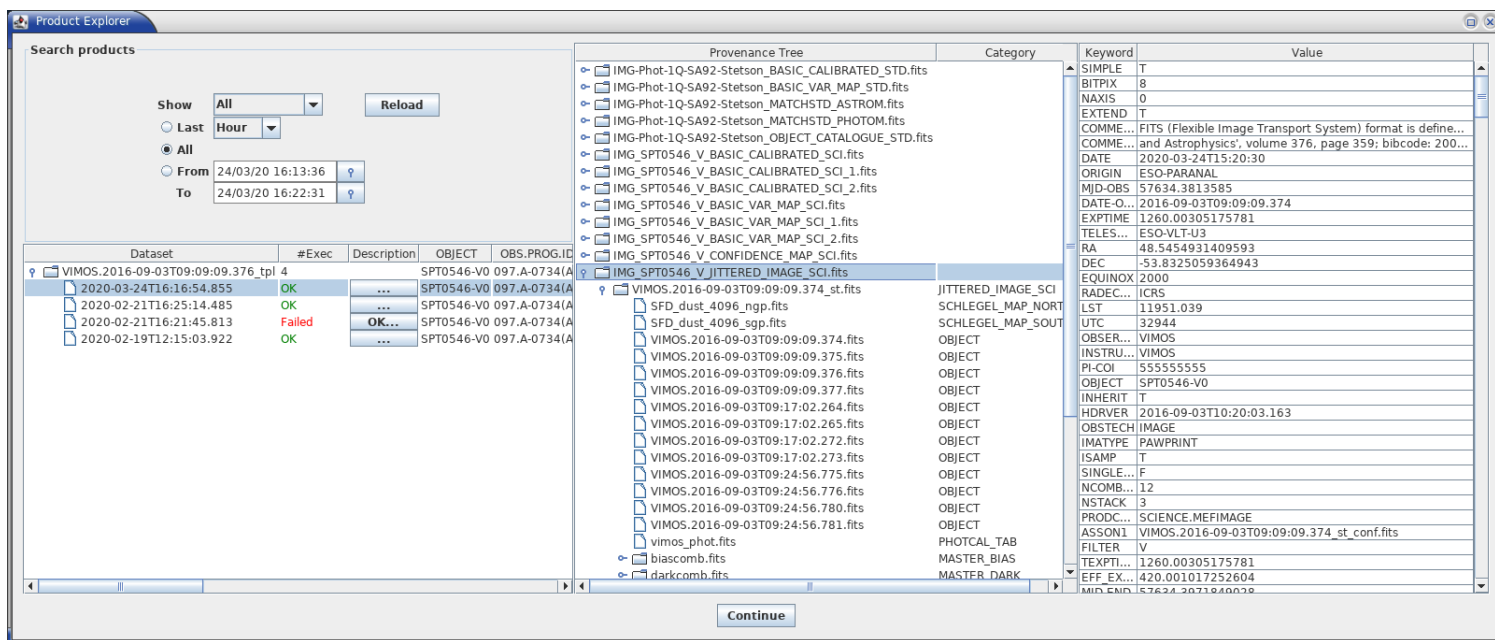 Product Explorer
Search products
Show All Reload
Last Hour
All
From 24/03/20 16:13:36
To 24/03/20 16:22:31
Dataset #Exec Description OBJECT OBS.PROG.ID
VIMOS.2016-09-03T09:09:09.376_tpl 4 SPT0546-V0 097.A-0734(A
2020-03-24T16:16:54.855 OK ... SPT0546-V0 097.A-0734(A
2020-02-21T16:25:14.485 OK ... SPT0546-V0 097.A-0734(A
2020-02-21T16:21:45.813 Failed OK... SPT0546-V0 097.A-0734(A
2020-02-19T12:15:03.922 OK ... SPT0546-V0 097.A-0734(A
Provenance Tree Category
IMG-Phot-1Q-SA92-Stetson_BASIC_CALIBRATED_STD.fits
IMG-Phot-1Q-SA92-Stetson_BASIC_VAR_MAP_STD.fits
IMG-Phot-1Q-SA92-Stetson_MATCHSTD_ASTROM.fits
IMG-Phot-1Q-SA92-Stetson_MATCHSTD_PHOTOM.fits
IMG-Phot-1Q-SA92-Stetson_OBJECT_CATALOGUE_STD.fits
IMG_SPT0546_V_BASIC_CALIBRATED_SCI.fits
IMG_SPT0546_V_BASIC_CALIBRATED_SCI_1.fits
IMG_SPT0546_V_BASIC_CALIBRATED_SCI_2.fits
IMG_SPT0546_V_BASIC_VAR_MAP_SCI.fits
IMG_SPT0546_V_BASIC_VAR_MAP_SCI_1.fits
IMG_SPT0546_V_BASIC_VAR_MAP_SCI_2.fits
IMG_SPT0546_V_CONFIDENCE_MAP_SCI.fits
IMG_SPT0546_V_JITTERED_IMAGE_SCI.fits
VIMOS.2016-09-03T09:09:09.374_st.fits JITTERED_IMAGE_SCI
SFD_dust_4096_ngp.fits SCHLEGEL_MAP_NORT
SFD_dust_4096_sgp.fits SCHLEGEL_MAP_SOUT
VIMOS.2016-09-03T09:09:09.374.fits OBJECT
VIMOS.2016-09-03T09:09:09.375.fits OBJECT
VIMOS.2016-09-03T09:09:09.376.fits OBJECT
VIMOS.2016-09-03T09:09:09.377.fits OBJECT
VIMOS.2016-09-03T09:17:02.264.fits OBJECT
VIMOS.2016-09-03T09:17:02.265.fits OBJECT
VIMOS.2016-09-03T09:17:02.272.fits OBJECT
VIMOS.2016-09-03T09:17:02.273.fits OBJECT
VIMOS.2016-09-03T09:24:56.775.fits OBJECT
VIMOS.2016-09-03T09:24:56.776.fits OBJECT
VIMOS.2016-09-03T09:24:56.780.fits OBJECT
VIMOS.2016-09-03T09:24:56.781.fits OBJECT
vimos_phot.fits PHOTCAL_TAB
biascomb.fits MASTER_BIAS
darkcomb.fits MASTER_DARK
Keyword Value
SIMPLE T
BITPIX 8
NAXIS 0
EXTEND T
COMME... FITS (Flexible Image Transport System) format is define...
COMME... and Astrophysics', volume 376, page 359; bibcode: 200...
DATE 2020-03-24T15:20:30
ORIGIN ESO-PARANAL
MJD-OBS 57634.3813585
DATE-O... 2016-09-03T09:09:09.374
EXPTIME 1260.00305175781
TELES... ESO-VLT-U3
RA 48.5454931409593
DEC -53.8325059364943
EQUINOX 2000
RADEC... ICRS
LST 11951.039
UTC 32944
OBSER... VIMOS
INSTRU... VIMOS
PI-COI 555555555
OBJECT SPT0546-V0
INHERIT T
HDRVER 2016-09-03T10:20:03.163
OBSTECH IMAGE
IMATYPE PAWPRINT
ISAMP T
SINGLE... F
NCOMB... 12
NSTACK 3
PRODC... SCIENCE.MEFIMAGE
ASSON1 VIMOS.2016-09-03T09:09:09.374_st_conf.fits
FILTER V
TEXPTI... 1260.00305175781
EFF_EX... 420.001017252604
Continue